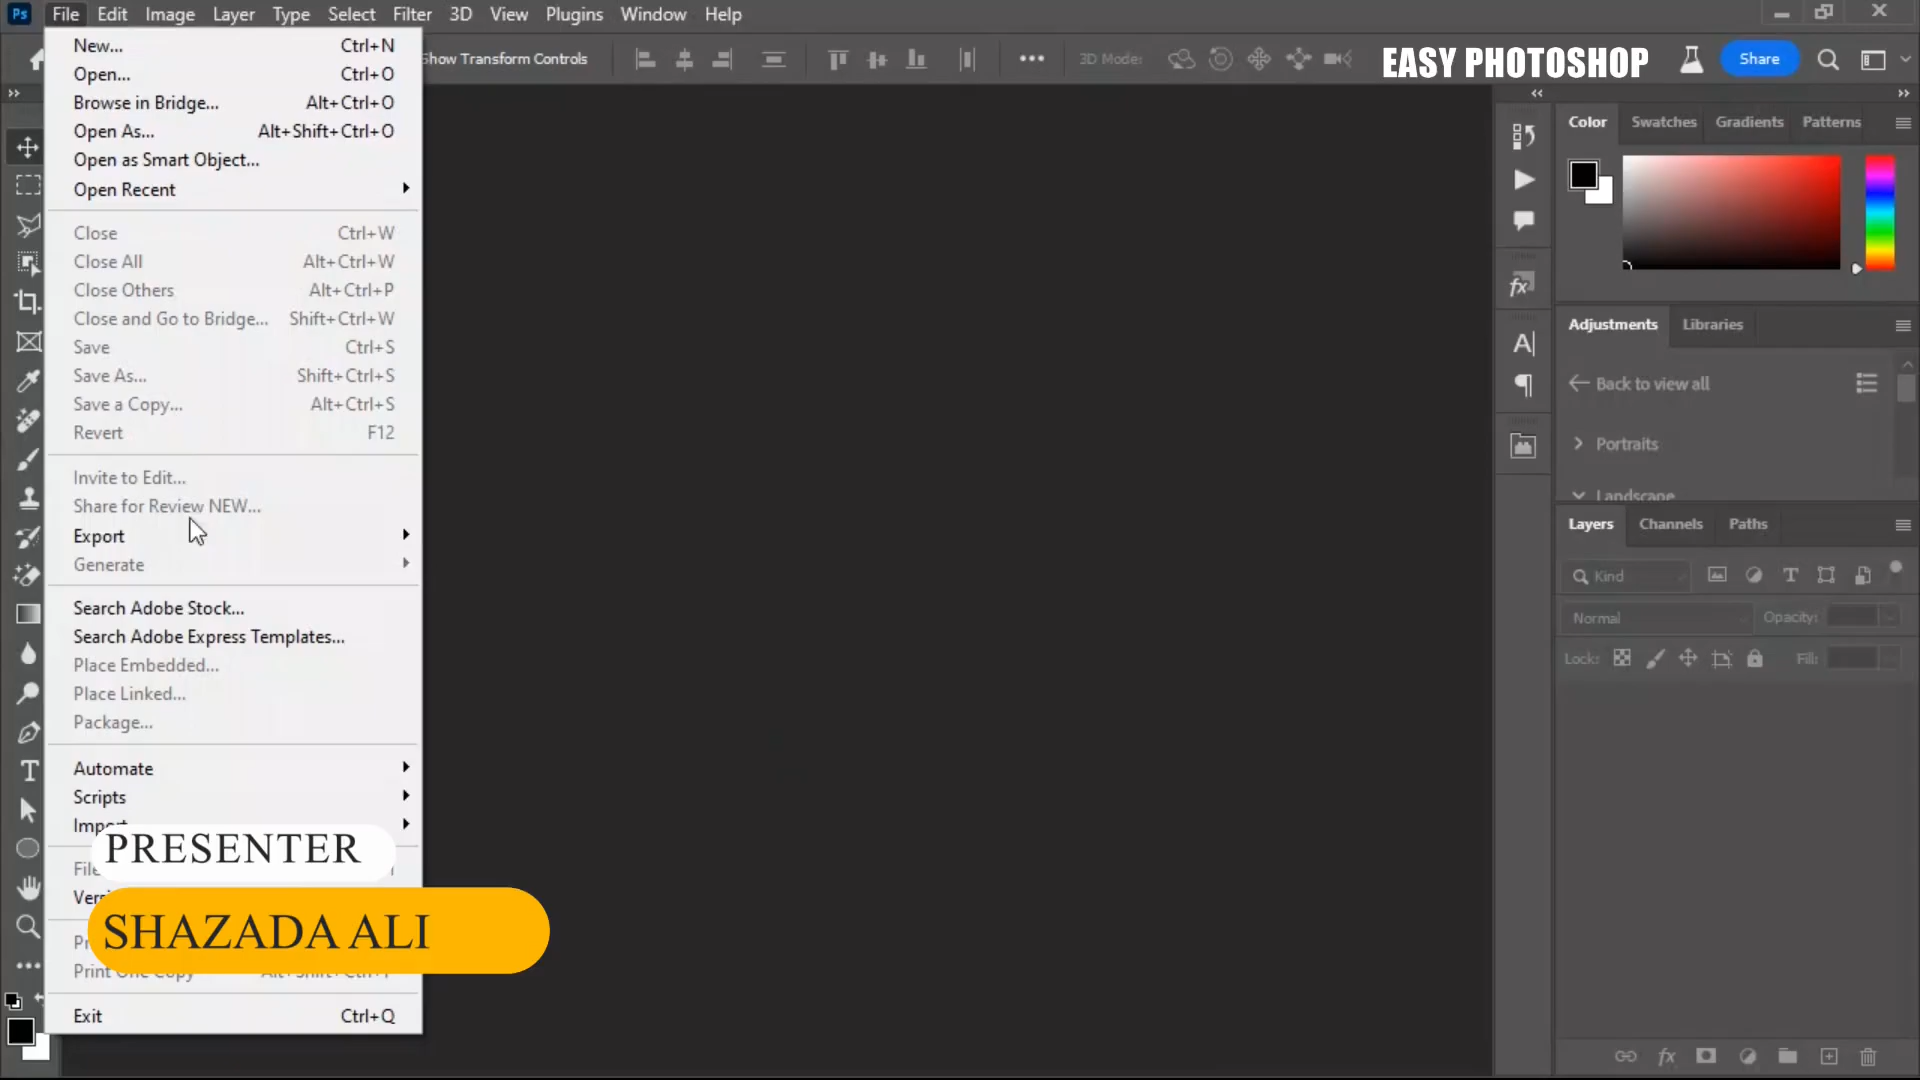 Ps File Edit Image Layer Type Select Filter 3D View Plugins Window Help
Show Transform Controls 3D Mode: EASY PHOTOSHOP Share
New... Ctrl+N
Open... Ctrl+O
Browse in Bridge... Alt+Ctrl+O
Open As... Alt+Shift+Ctrl+O
Open as Smart Object...
Open Recent
Close Ctrl+W
Close All Alt+Ctrl+W
Close Others Alt+Ctrl+P
Close and Go to Bridge... Shift+Ctrl+W
Save Ctrl+S
Save As... Shift+Ctrl+S
Save a Copy... Alt+Ctrl+S
Revert F12
Invite to Edit...
Share for Review NEW...
Export
Generate
Search Adobe Stock...
Search Adobe Express Templates...
Place Embedded...
Place Linked...
Package...
Automate
Scripts
Import
PRESENTER
SHAZADA ALI
Print One Copy
Exit Ctrl+Q
Color Swatches Gradients Patterns
Adjustments Libraries
Back to view all
Portraits
Landscape
Layers Channels Paths
Kind
Normal Opacity:
Lock: Fill: